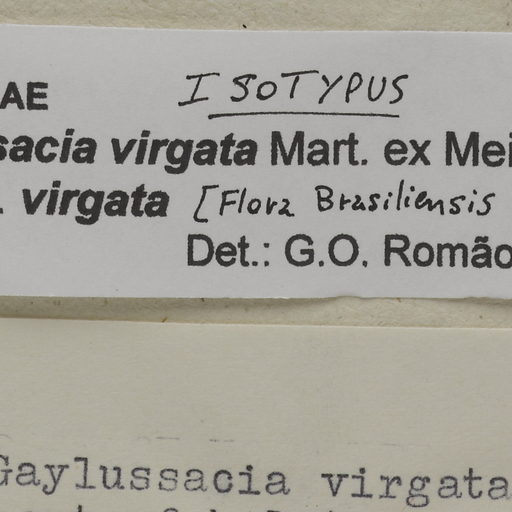 AE ISOTYPUS
sacia virgata Mart. ex Mei
. virgata [Flora Brasiliensis
Det.: G.O. Romão
Gaylussacia virgata